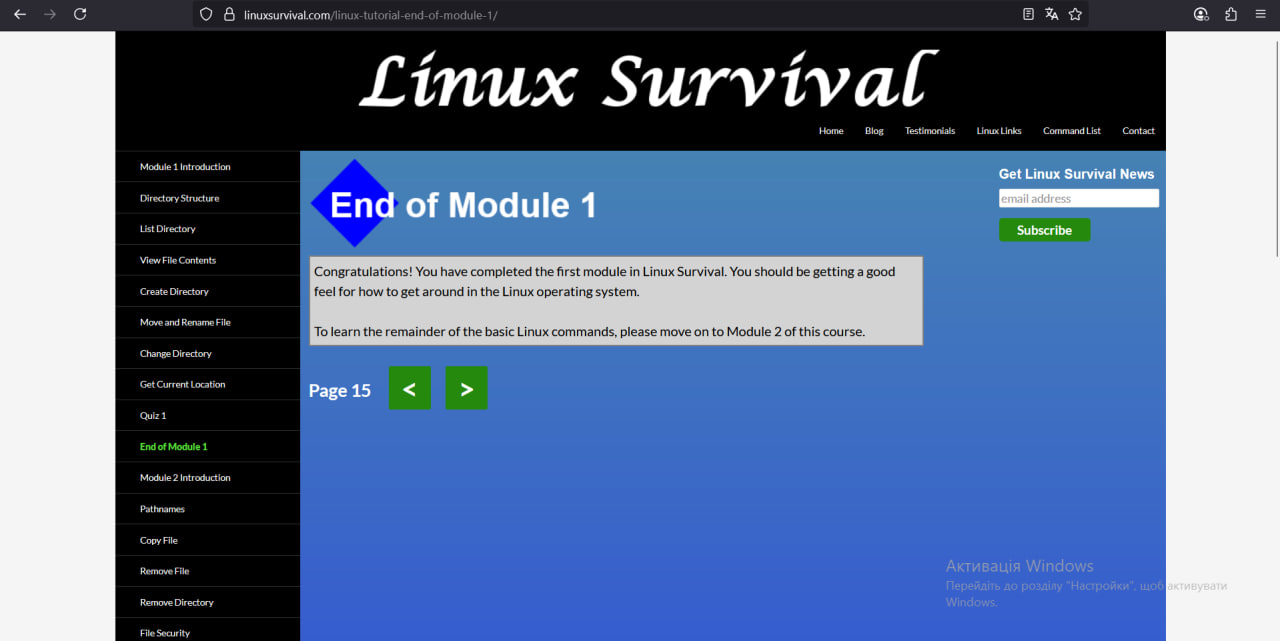 linuxsurvival.com/linux-tutorial-end-of-module-1/
Linux Survival
Home Blog Testimonials Linux Links Command List Contact
Module 1 Introduction
Directory Structure
List Directory
View File Contents
Create Directory
Move and Rename File
Change Directory
Get Current Location
Quiz 1
End of Module 1
Module 2 Introduction
Pathnames
Copy File
Remove File
Remove Directory
File Security
End of Module 1
Congratulations! You have completed the first module in Linux Survival. You should be getting a good
feel for how to get around in the Linux operating system.
To learn the remainder of the basic Linux commands, please move on to Module 2 of this course.
Page 15 < >
Get Linux Survival News
email address
Subscribe
Активація Windows
Перейдіть до розділу "Настройки", щоб активувати
Windows.